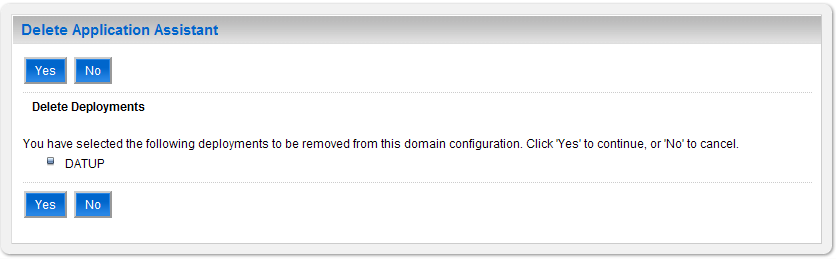 Delete Application Assistant
Yes No
Delete Deployments
You have selected the following deployments to be removed from this domain configuration. Click 'Yes' to continue, or 'No' to cancel.
DATUP
Yes No